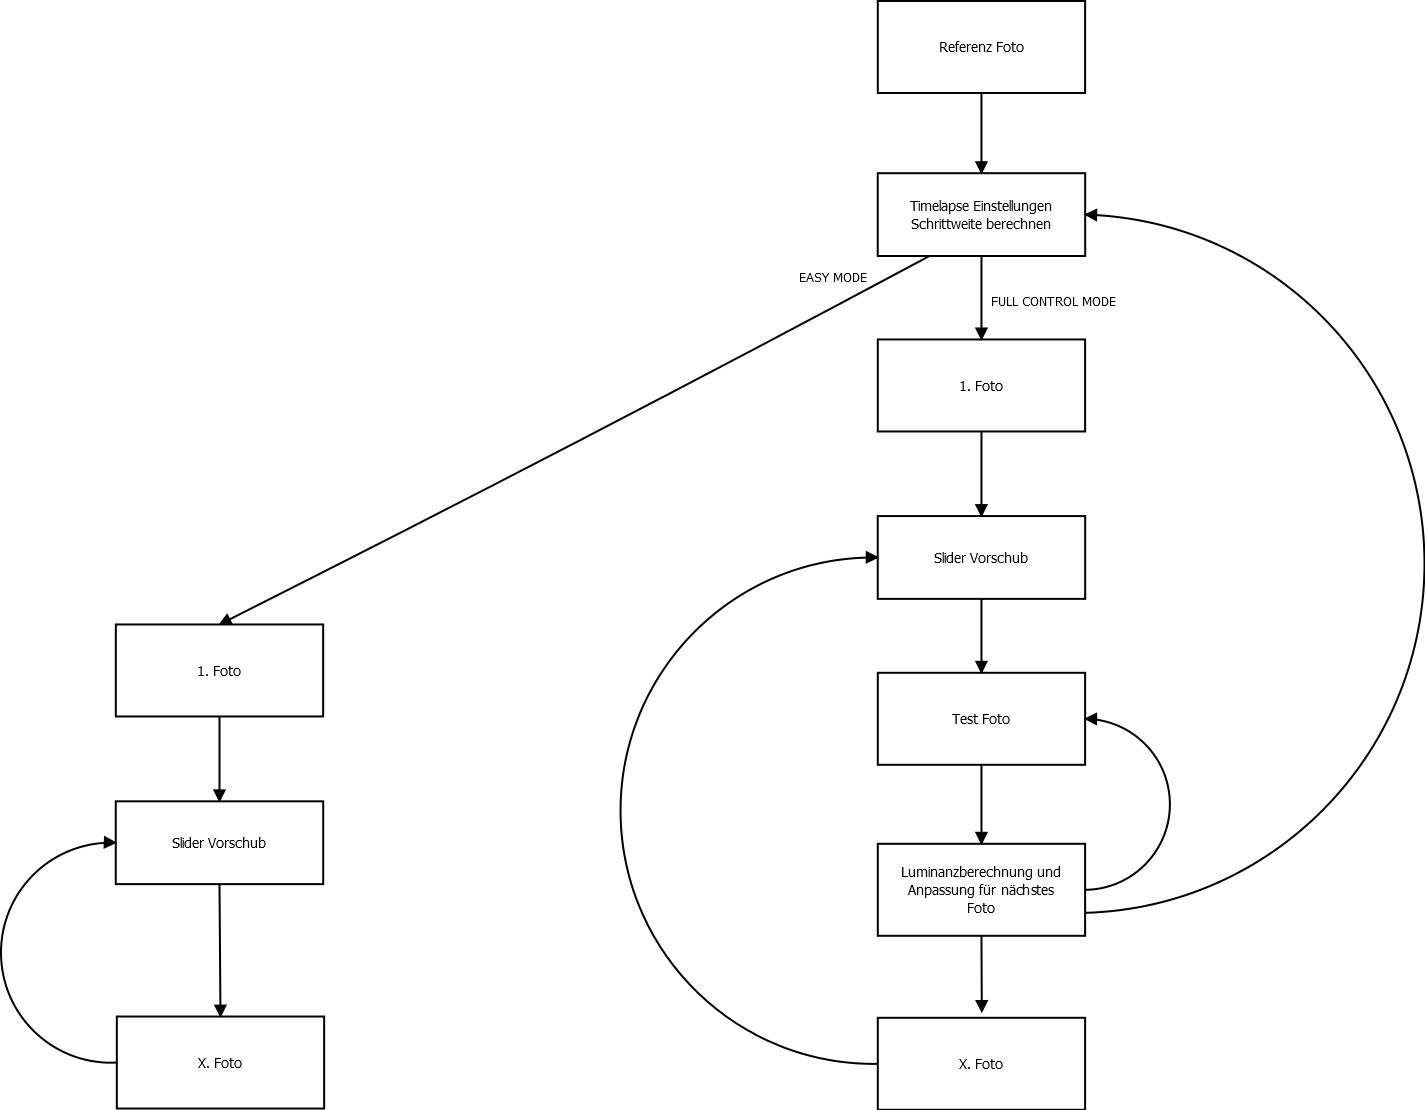 Referenz Foto
Timelapse Einstellungen
Schrittweite berechnen
EASY MODE
FULL CONTROL MODE
1. Foto
Slider Vorschub
Test Foto
Luminanzberechnung und
Anpassung für nächstes
Foto
X. Foto
1. Foto
Slider Vorschub
X. Foto